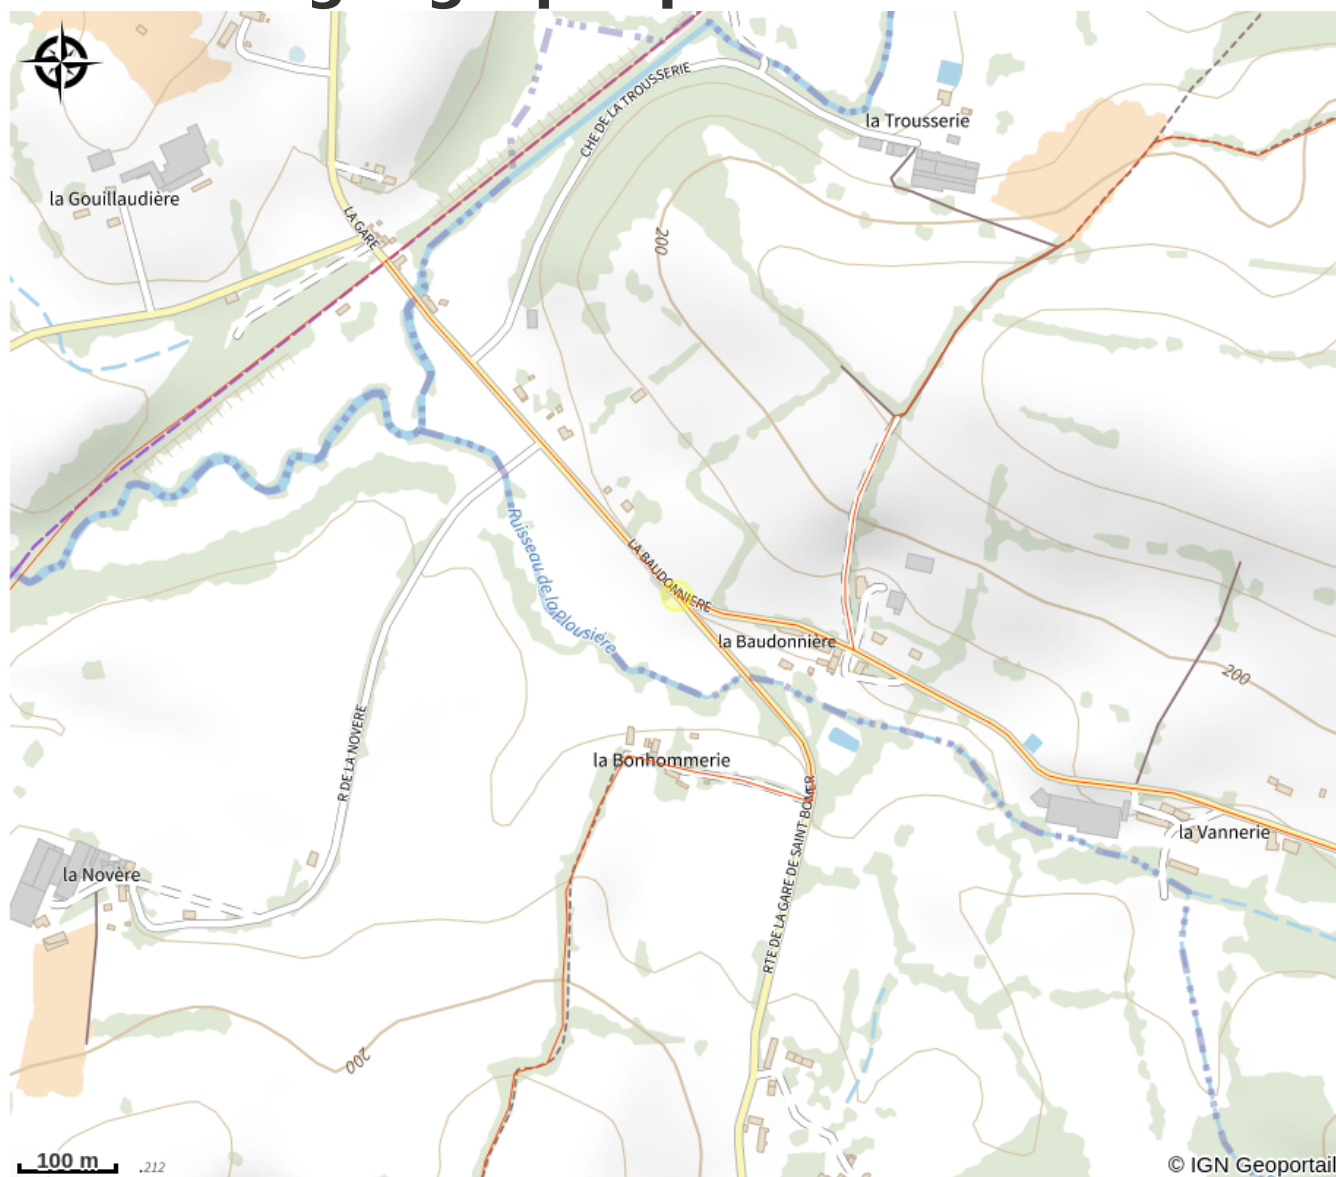 la Trousserie
CHE DE LA TROUSSERIE
la Gouillaudière
LA GARE
200
Ruisseau de la Plousière
LA BAUDONNIERE
la Baudonnière
200
R DE LA NOVERE
la Bonhommerie
la Vannerie
la Novère
RTE DE LA GARE DE SAINT BOMER
200
100 m
.212
© IGN Geoportail